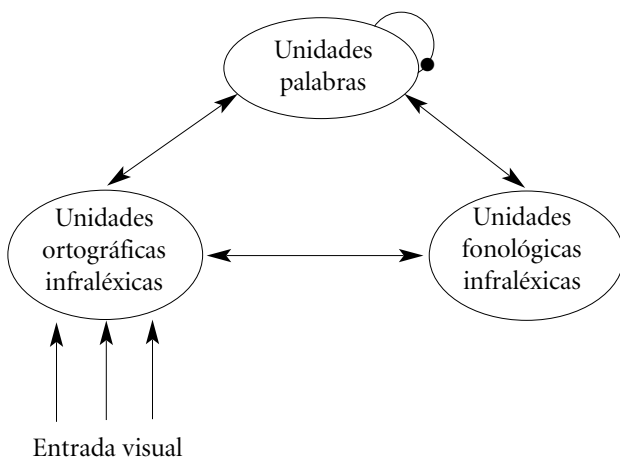 Unidades
palabras
Unidades
ortográficas
infraléxicas
Unidades
fonológicas
infraléxicas
Entrada visual